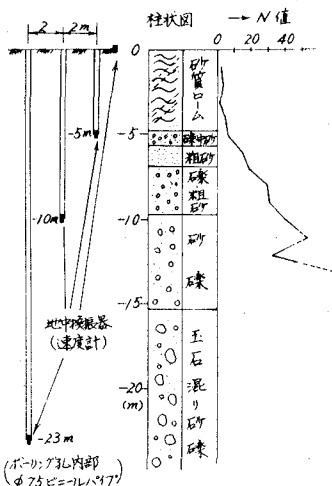 柱状図
→ N 値
2
2m
0
0
20
40
砂質ローム
-5m
-5
礫中砂
粗砂
礫粗砂
-10m
-10
砂礫
地中換振器
(速度計)
-15
玉石混り砂礫
-20
(m)
-23m
(ボーリング孔内部
φ75ビニールパイプ)